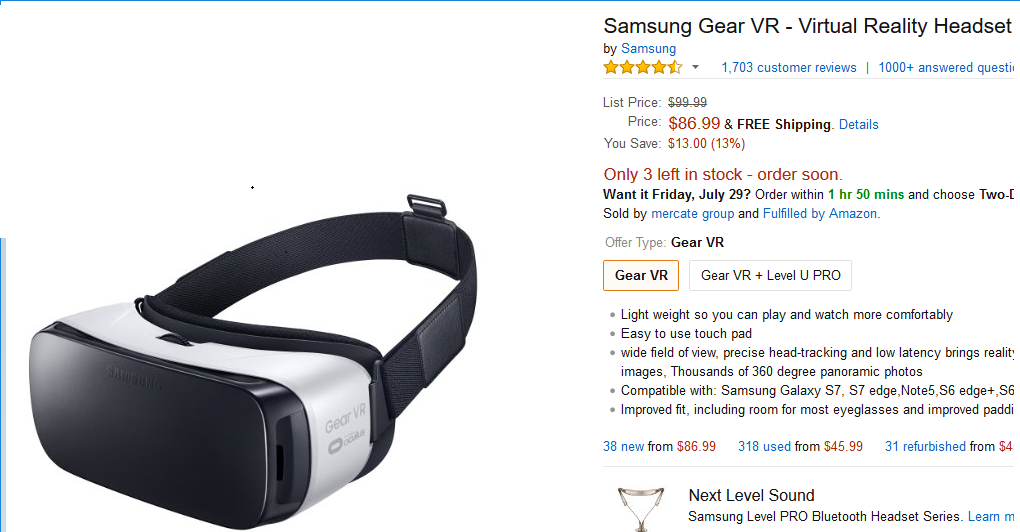 Samsung Gear VR - Virtual Reality Headset
by Samsung
1,703 customer reviews | 1000+ answered questi
List Price: $99.99
Price: $86.99 & FREE Shipping. Details
You Save: $13.00 (13%)
Only 3 left in stock - order soon.
Want it Friday, July 29? Order within 1 hr 50 mins and choose Two-D
Sold by mercate group and Fulfilled by Amazon.
Offer Type: Gear VR
Gear VR
Gear VR + Level U PRO
Light weight so you can play and watch more comfortably
Easy to use touch pad
wide field of view, precise head-tracking and low latency brings reality
images, Thousands of 360 degree panoramic photos
Compatible with: Samsung Galaxy S7, S7 edge,Note5,S6 edge+,S6
Improved fit, including room for most eyeglasses and improved paddi
38 new from $86.99 318 used from $45.99 31 refurbished from $4
Next Level Sound
Samsung Level PRO Bluetooth Headset Series. Learn m
SAMSUNG
Gear VR
oculus